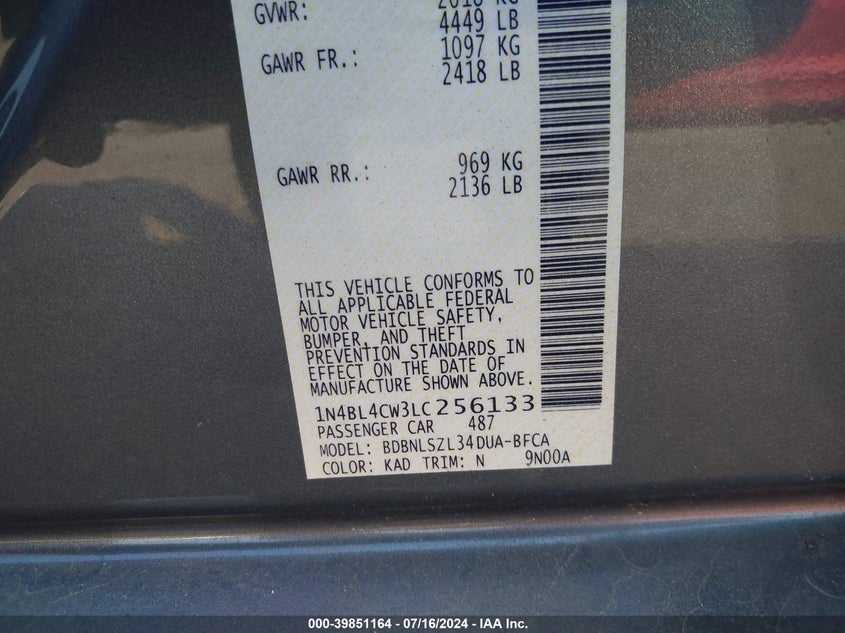 GVWR:
4449 LB
GAWR FR.: 1097 KG
2418 LB
GAWR RR.: 969 KG
2136 LB
THIS VEHICLE CONFORMS TO
ALL APPLICABLE FEDERAL
MOTOR VEHICLE SAFETY,
BUMPER, AND THEFT
PREVENTION STANDARDS IN
EFFECT ON THE DATE OF
MANUFACTURE SHOWN ABOVE.
1N4BL4CW3LC256133
PASSENGER CAR 487
MODEL: BDBNLSZL34DUA-BFCA
COLOR: KAD TRIM: N 9N00A
000-39851164 / 07/16/2024 - IAA Inc.